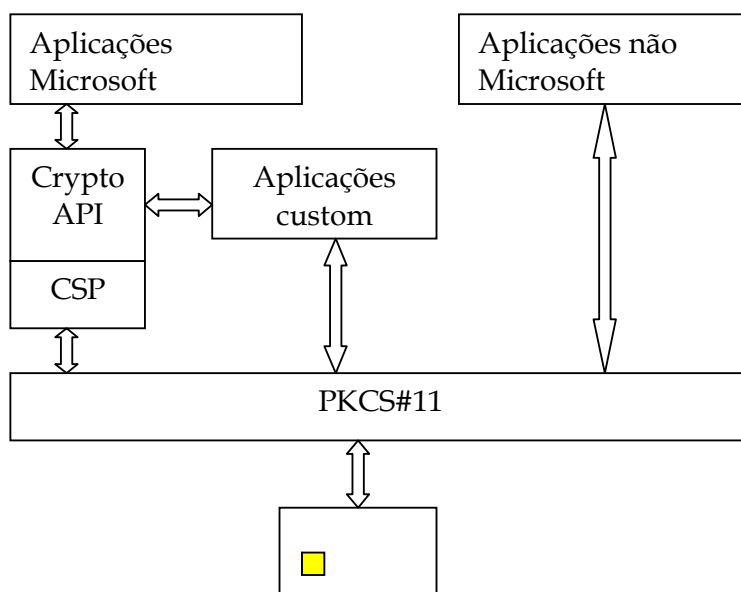 Aplicações
Microsoft
Aplicações não
Microsoft
Crypto
API
Aplicações
custom
CSP
PKCS#11